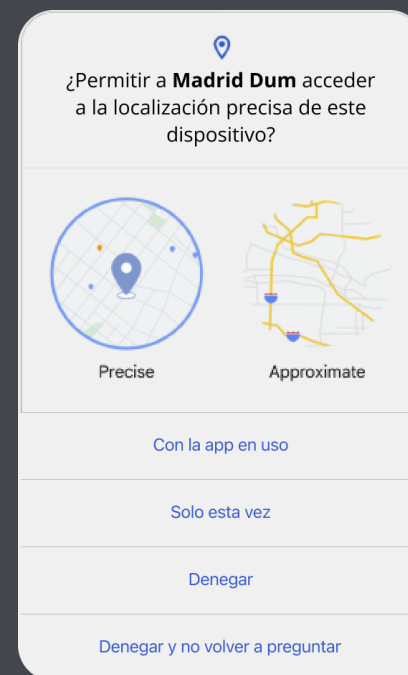 ¿Permitir a Madrid Dum acceder
a la localización precisa de este
dispositivo?
Precise
Approximate
Con la app en uso
Solo esta vez
Denegar
Denegar y no volver a preguntar